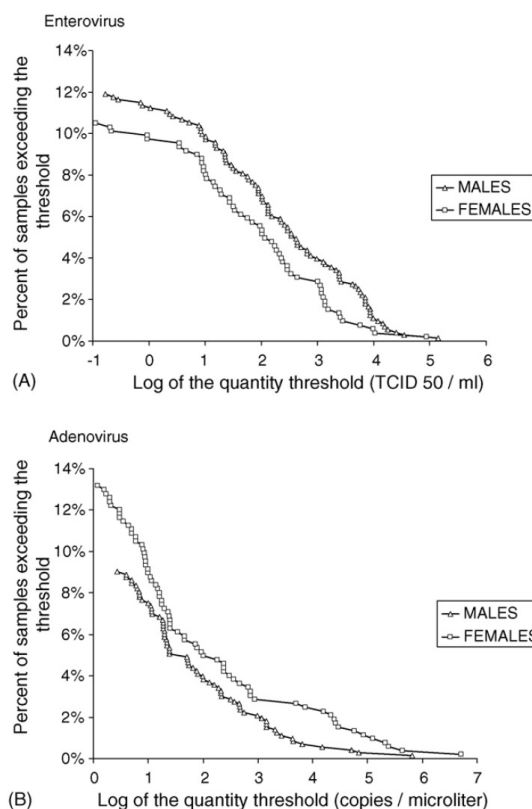 Enterovirus
14%
12%
10%
8%
6%
4%
2%
0%
Percent of samples exceeding the
threshold
MALES
FEMALES
-1 0 1 2 3 4 5 6
(A) Log of the quantity threshold (TCID 50 / ml)
Adenovirus
14%
12%
10%
8%
6%
4%
2%
0%
Percent of samples exceeding the
threshold
MALES
FEMALES
0 1 2 3 4 5 6 7
(B) Log of the quantity threshold (copies / microliter)